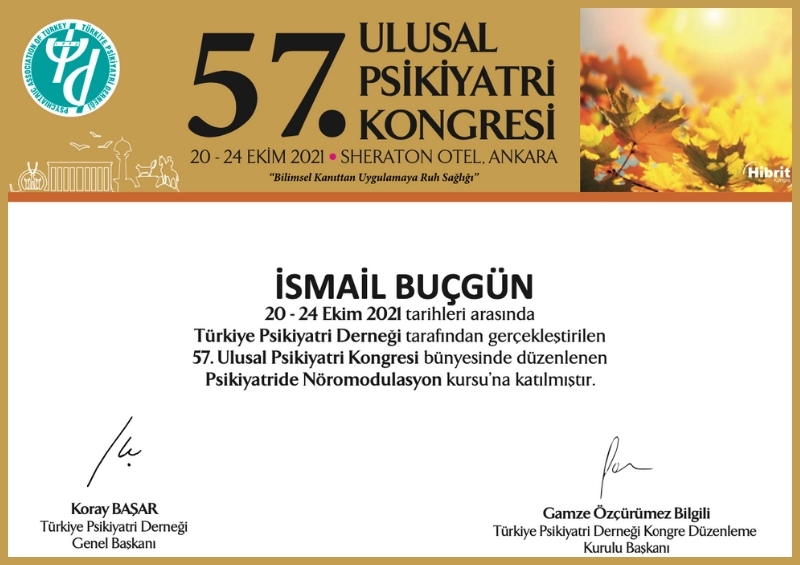 PSYCHIATRIC ASSOCIATION OF TURKEY
TÜRKİYE PSİKİYATRİ DERNEĞİ
57. ULUSAL
PSİKİYATRİ
KONGRESİ
20 - 24 EKİM 2021 • SHERATON OTEL, ANKARA
“Bilimsel Kanıttan Uygulamaya Ruh Sağlığı”
Hibrit
Kongre
İSMAİL BUÇGÜN
20 - 24 Ekim 2021 tarihleri arasında
Türkiye Psikiyatri Derneği tarafından gerçekleştirilen
57. Ulusal Psikiyatri Kongresi bünyesinde düzenlenen
Psikiyatride Nöromodulasyon kursu’na katılmıştır.
Koray BAŞAR
Türkiye Psikiyatri Derneği
Genel Başkanı
Gamze Özçürümez Bilgili
Türkiye Psikiyatri Derneği Kongre Düzenleme
Kurulu Başkanı